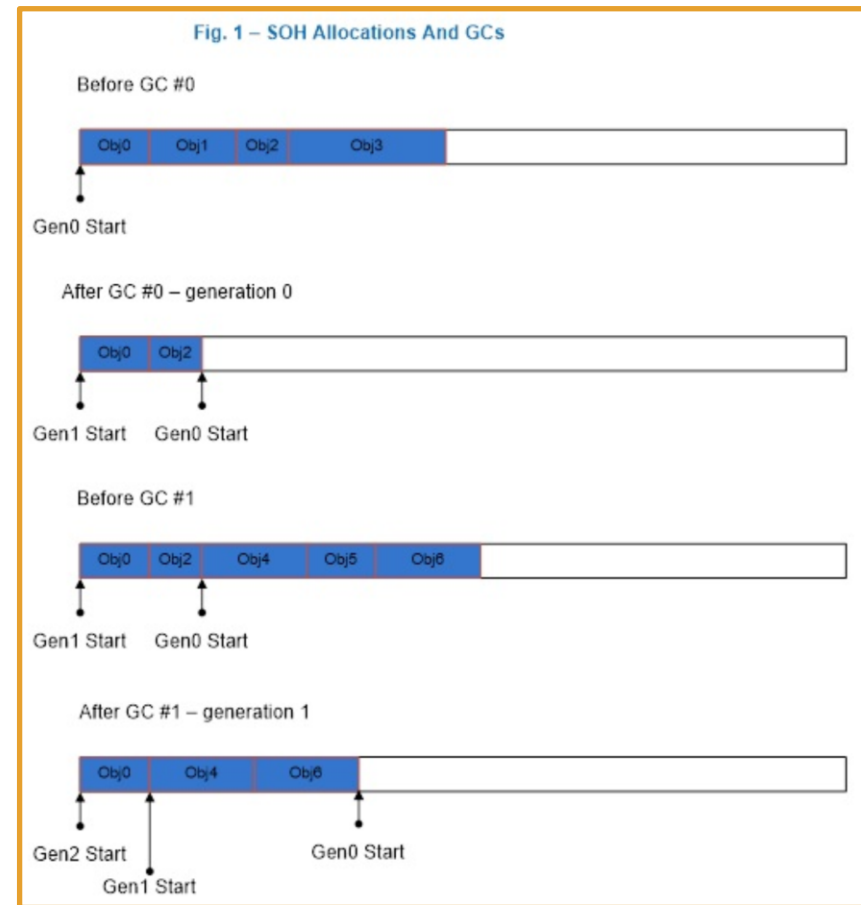 Fig. 1 – SOH Allocations And GCs
Before GC #0
Obj0 Obj1 Obj2 Obj3
Gen0 Start
After GC #0 – generation 0
Obj0 Obj2
Gen1 Start Gen0 Start
Before GC #1
Obj0 Obj2 Obj4 Obj5 Obj6
Gen1 Start Gen0 Start
After GC #1 – generation 1
Obj0 Obj4 Obj6
Gen2 Start Gen0 Start
Gen1 Start